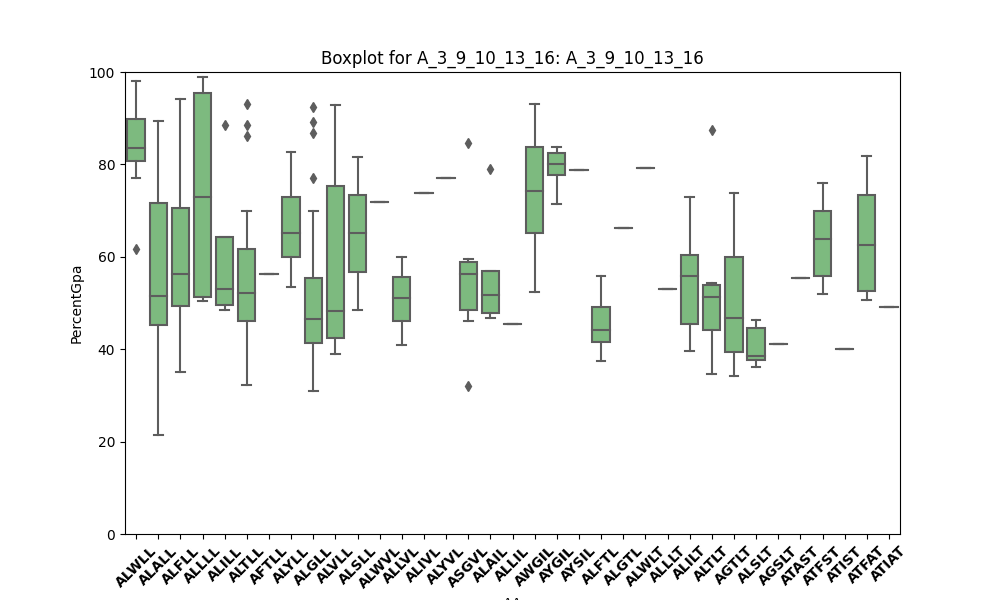 Boxplot for A_3_9_10_13_16: A_3_9_10_13_16
PercentGpa
100
80
60
40
20
0
ALWLL ALALL ALFLL ALLLL ALILL ALTLL AFTLL ALYLL ALGLL ALVLL ALSLL ALWVL ALLVL ALIVL ALYVL ASGVL ALAIL ALLIL AWGIL AYGIL AYSIL ALFTL ALGTL ALWLT ALLLT ALILT ALTLT AGTLT ALSLT AGSLT ATAST ATFST ATIST ATFAT ATIAT